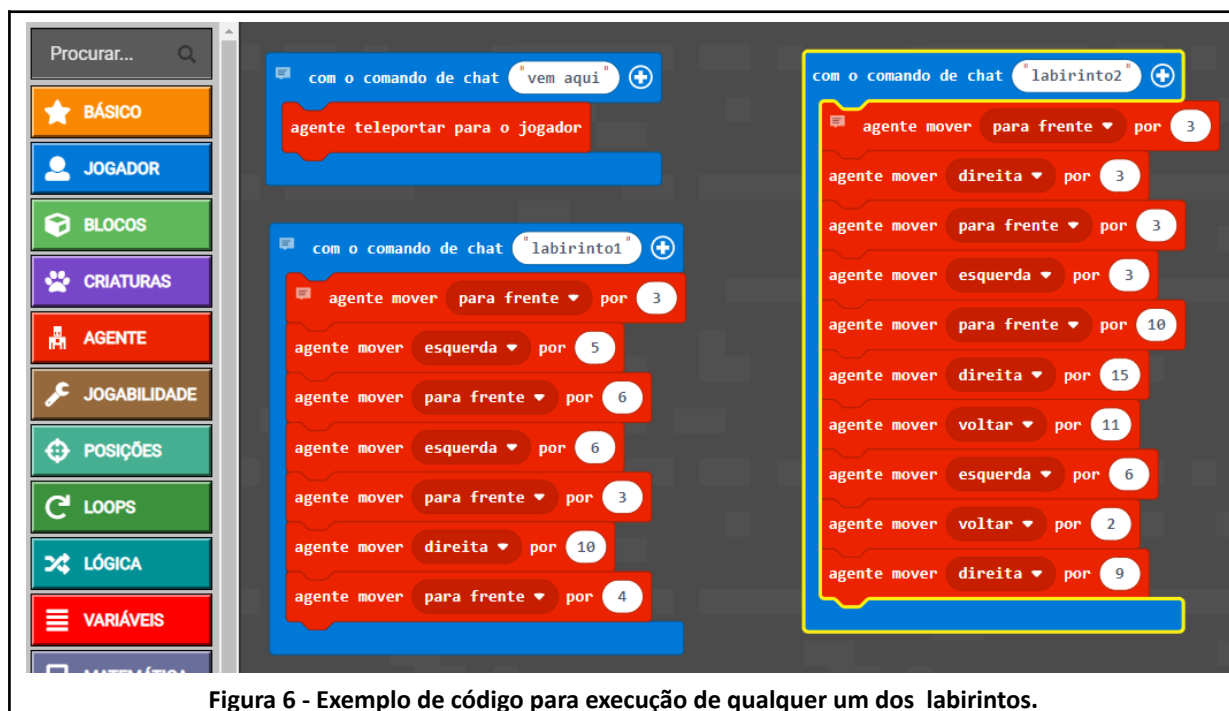 Procurar...
BÁSICO
JOGADOR
BLOCOS
CRIATURAS
AGENTE
JOGABILIDADE
POSIÇÕES
LOOPS
LÓGICA
VARIÁVEIS
com o comando de chat "vem aqui"
agente teleportar para o jogador
com o comando de chat "labirinto1"
agente mover para frente por 3
agente mover esquerda por 5
agente mover para frente por 6
agente mover esquerda por 6
agente mover para frente por 3
agente mover direita por 10
agente mover para frente por 4
com o comando de chat "labirinto2"
agente mover para frente por 3
agente mover direita por 3
agente mover para frente por 3
agente mover esquerda por 3
agente mover para frente por 10
agente mover direita por 15
agente mover voltar por 11
agente mover esquerda por 6
agente mover voltar por 2
agente mover direita por 9
Figura 6 - Exemplo de código para execução de qualquer um dos labirintos.